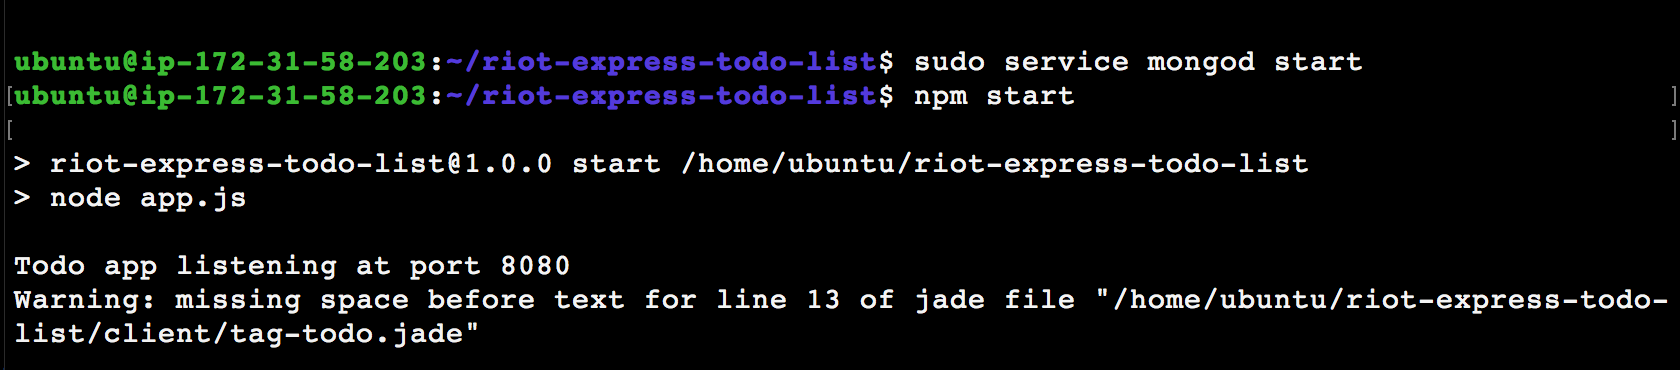 ubuntu@ip-172-31-58-203:~/riot-express-todo-list$ sudo service mongod start
[ubuntu@ip-172-31-58-203:~/riot-express-todo-list$ npm start ]
[ ]
> riot-express-todo-list@1.0.0 start /home/ubuntu/riot-express-todo-list
> node app.js
Todo app listening at port 8080
Warning: missing space before text for line 13 of jade file "/home/ubuntu/riot-express-todo-
list/client/tag-todo.jade"